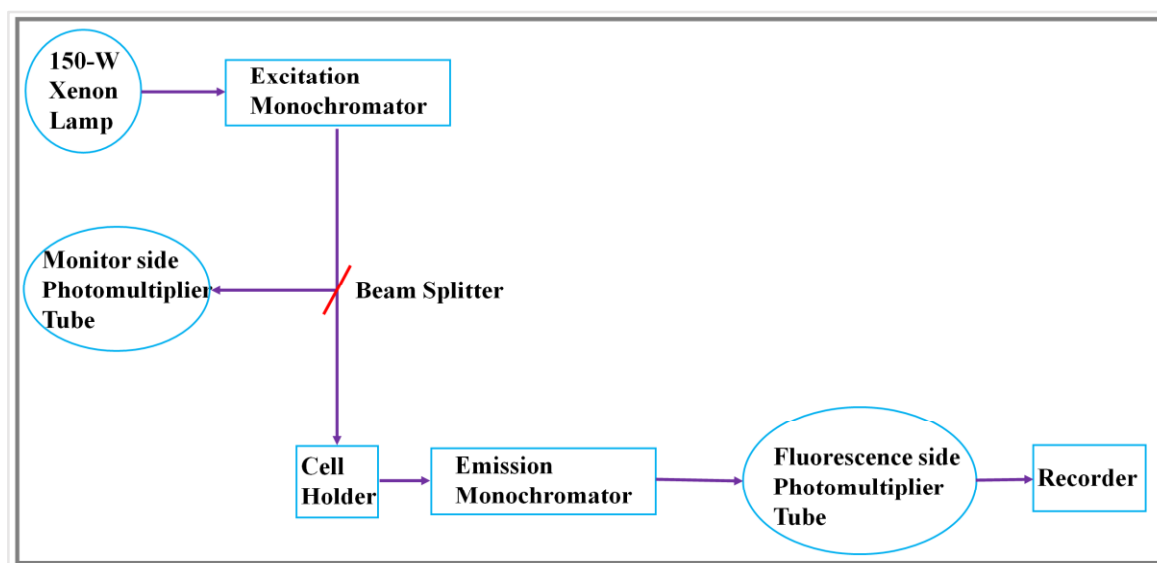 150-W
Xenon
Lamp
Excitation
Monochromator
Monitor side
Photomultiplier
Tube
Beam Splitter
Cell
Holder
Emission
Monochromator
Fluorescence side
Photomultiplier
Tube
Recorder